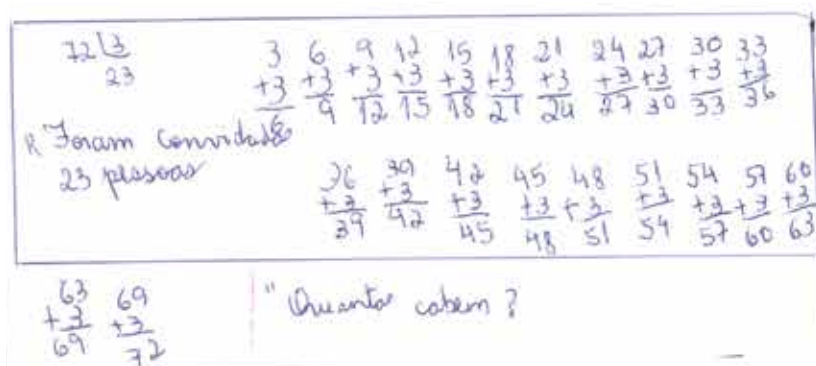 72 3
23
3 6 9 12 15 18 21 24 27 30 33
+3 +3 +3 +3 +3 +3 +3 +3 +3 +3 +3
6 9 12 15 18 21 24 27 30 33 36
R Foram convidadas
23 pessoas
36 39 42 45 48 51 54 57 60
+3 +3 +3 +3 +3 +3 +3 +3 +3
39 42 45 48 51 54 57 60 63
63 69
+3 +3
69 72
" Quantos cabem ?